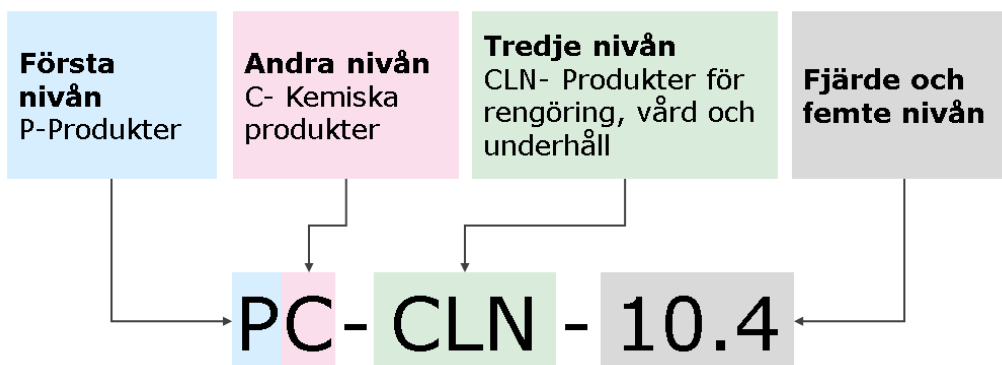 Första
nivån
P-Produkter
Andra nivån
C- Kemiska
produkter
Tredje nivån
CLN- Produkter för
rengöring, vård och
underhåll
Fjärde och
femte nivån
PC-CLN-10.4